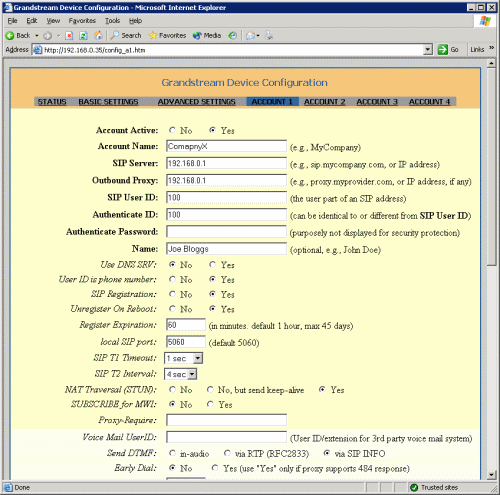 Grandstream Device Configuration - Microsoft Internet Explorer
File Edit View Favorites Tools Help
Back Search Favorites Media
Address http://192.168.0.35/config_a1.htm Go Links »
Grandstream Device Configuration
STATUS BASIC SETTINGS ADVANCED SETTINGS ACCOUNT 1 ACCOUNT 2 ACCOUNT 3 ACCOUNT 4
Account Active: No Yes
Account Name: ComapnyX (e.g., MyCompany)
SIP Server: 192.168.0.1 (e.g., sip.mycompany.com, or IP address)
Outbound Proxy: 192.168.0.1 (e.g., proxy.myprovider.com, or IP address, if any)
SIP User ID: 100 (the user part of an SIP address)
Authenticate ID: 100 (can be identical to or different from SIP User ID)
Authenticate Password: (purposely not displayed for security protection)
Name: Joe Bloggs (optional, e.g., John Doe)
Use DNS SRV: No Yes
User ID is phone number: No Yes
SIP Registration: No Yes
Unregister On Reboot: No Yes
Register Expiration: 60 (in minutes. default 1 hour, max 45 days)
local SIP port: 5060 (default 5060)
SIP T1 Timeout: 1 sec
SIP T2 Interval: 4 sec
NAT Traversal (STUN): No No, but send keep-alive Yes
SUBSCRIBE for MWI: No Yes
Proxy-Require:
Voice Mail UserID: (User ID/extension for 3rd party voice mail system)
Send DTMF: in-audio via RTP (RFC2833) via SIP INFO
Early Dial: No Yes (use "Yes" only if proxy supports 484 response)
Done Trusted sites